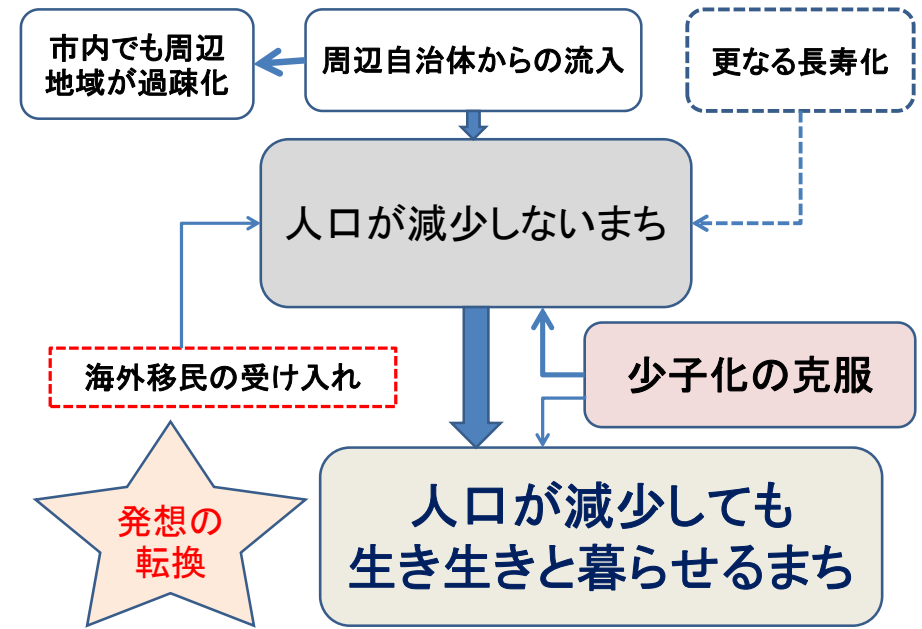 市内でも周辺
地域が過疎化
周辺自治体からの流入
更なる長寿化
人口が減少しないまち
海外移民の受け入れ
少子化の克服
発想の
転換
人口が減少しても
生き生きと暮らせるまち